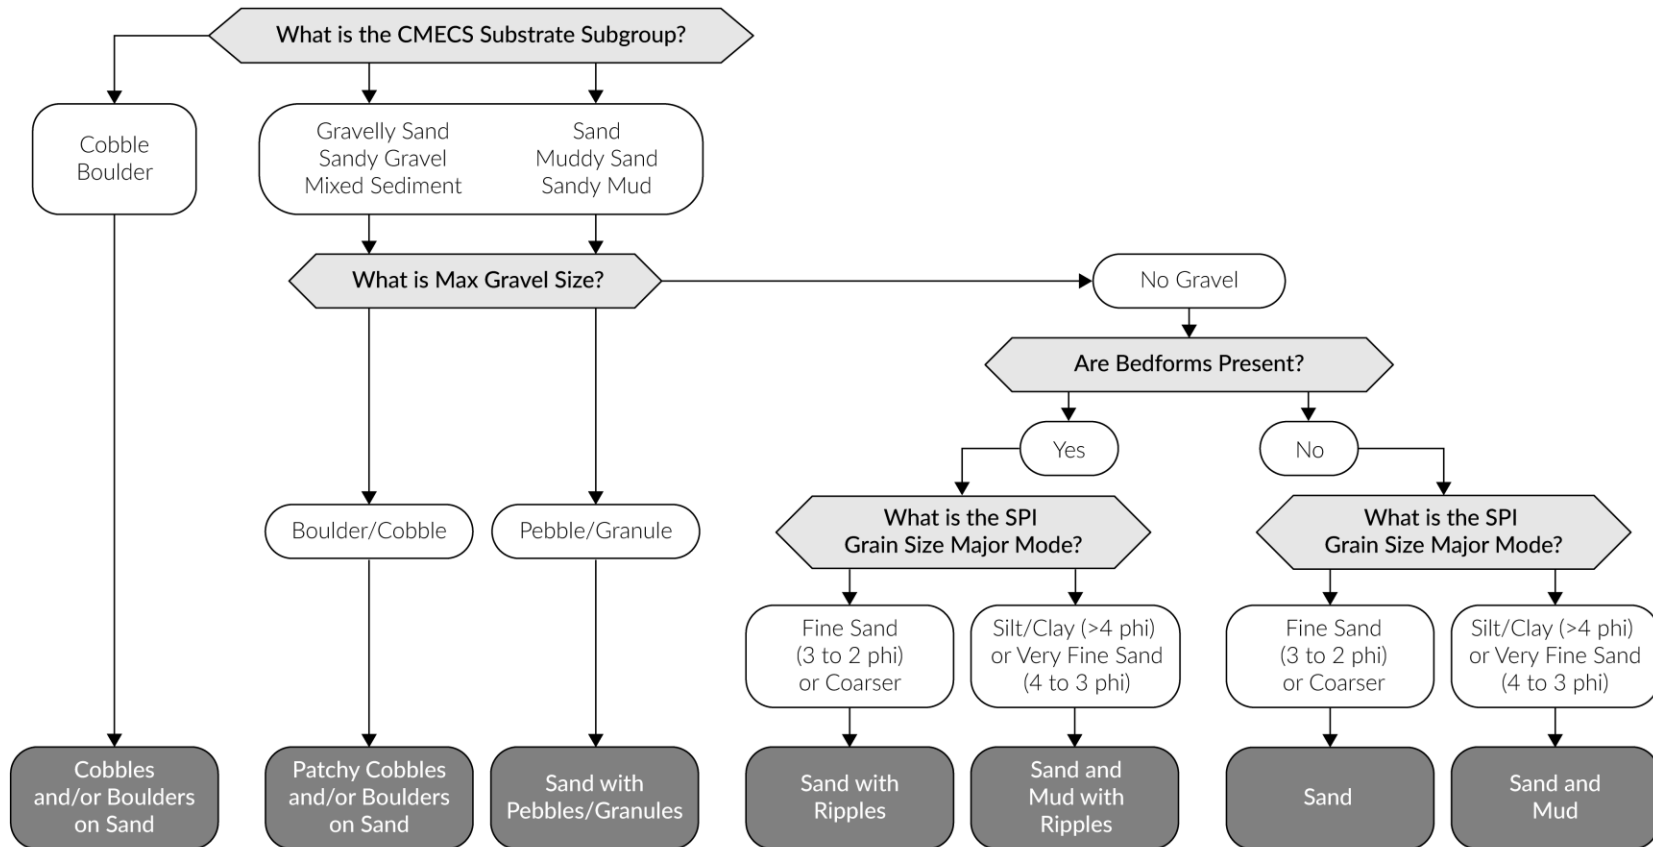 What is the CMECS Substrate Subgroup?
Cobble
Boulder
Gravelly Sand
Sandy Gravel
Mixed Sediment
Sand
Muddy Sand
Sandy Mud
What is Max Gravel Size?
No Gravel
Are Bedforms Present?
Yes
No
Boulder/Cobble
Pebble/Granule
What is the SPI
Grain Size Major Mode?
What is the SPI
Grain Size Major Mode?
Fine Sand
(3 to 2 phi)
or Coarser
Silt/Clay (>4 phi)
or Very Fine Sand
(4 to 3 phi)
Fine Sand
(3 to 2 phi)
or Coarser
Silt/Clay (>4 phi)
or Very Fine Sand
(4 to 3 phi)
Cobbles
and/or Boulders
on Sand
Patchy Cobbles
and/or Boulders
on Sand
Sand with
Pebbles/Granules
Sand with
Ripples
Sand and
Mud with
Ripples
Sand
Sand and
Mud